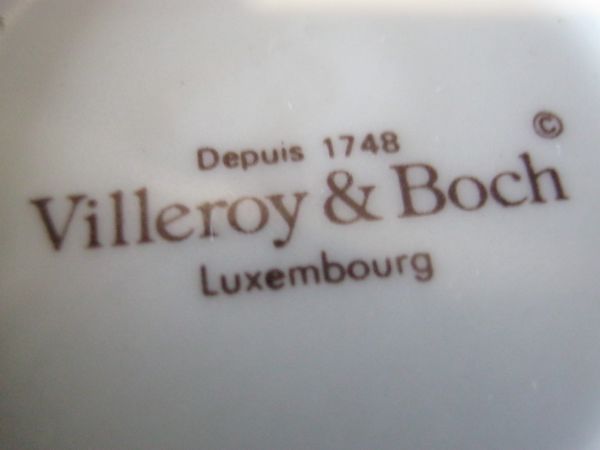 Depuis 1748
Villeroy & Boch ©
Luxembourg